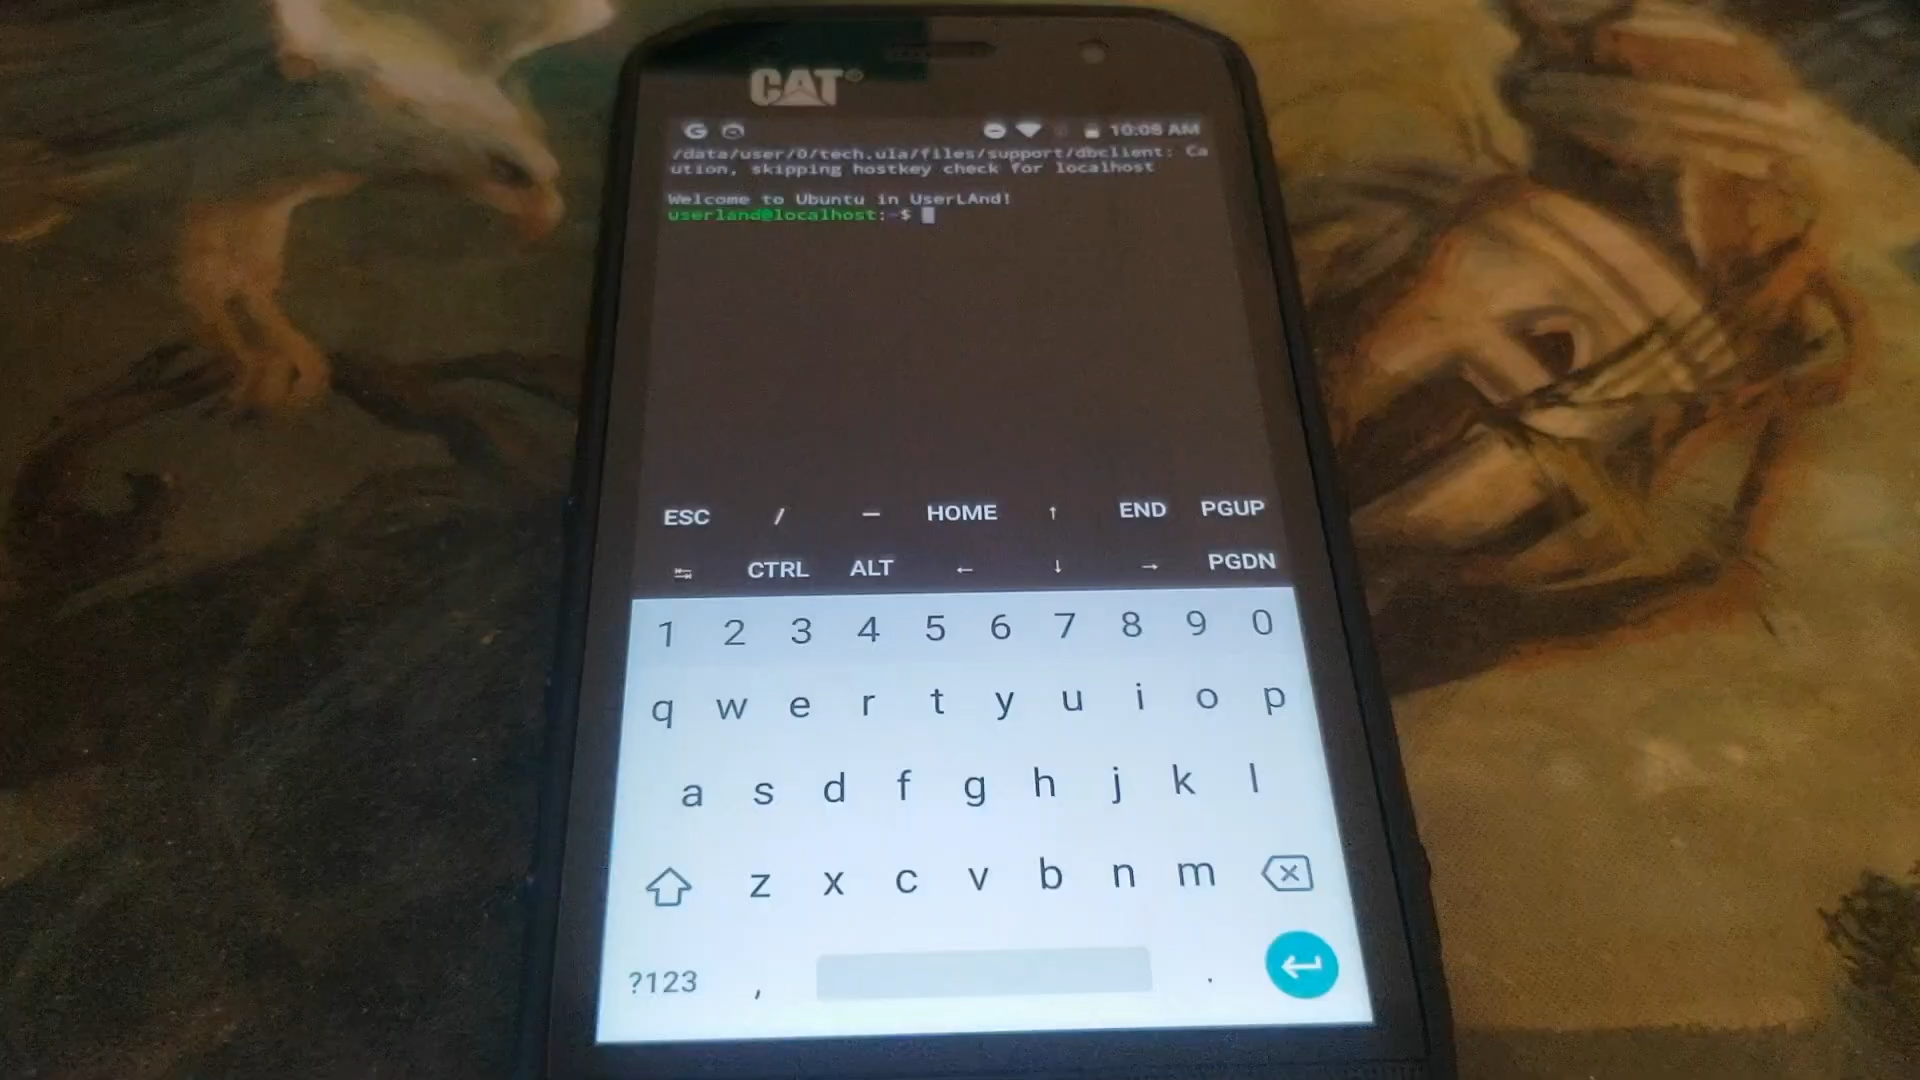 CAT®
G 10:05 AM
/data/user/0/tech.ula/files/support/dbclient: Ca
ution, skipping hostkey check for localhost
Welcome to Ubuntu in UserLAnd!
userland@localhost:~$
ESC / — HOME ↑ END PGUP
↹ CTRL ALT ← ↓ → PGDN
1 2 3 4 5 6 7 8 9 0
q w e r t y u i o p
a s d f g h j k l
z x c v b n m
?123 , .